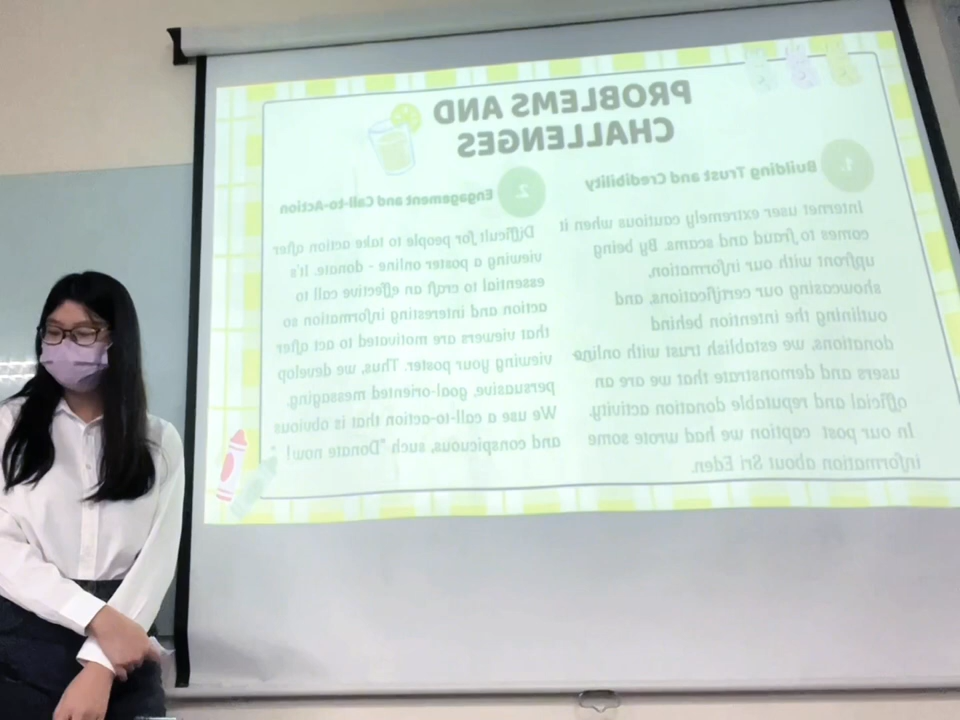 PROBLEMS AND
CHALLENGES
1.
Building Trust and Credibility
Internet user extremely cautious when it
comes to fraud and scams. By being
upfront with our information,
showcasing our certifications, and
outlining the intention behind
donations, we establish trust with online
users and demonstrate that we are an
official and reputable donation activity.
In our post caption we had wrote some
information about Sri Eden.
2.
Engagement and Call-to-Action
Difficult for people to take action after
viewing a poster online - donate. It's
essential to craft an effective call to
action and interesting information so
that viewers are motivated to act after
viewing your poster. Thus, we develop
persuasive, goal-oriented messaging.
We use a call-to-action that is obvious
and conspicuous, such "Donate now! "